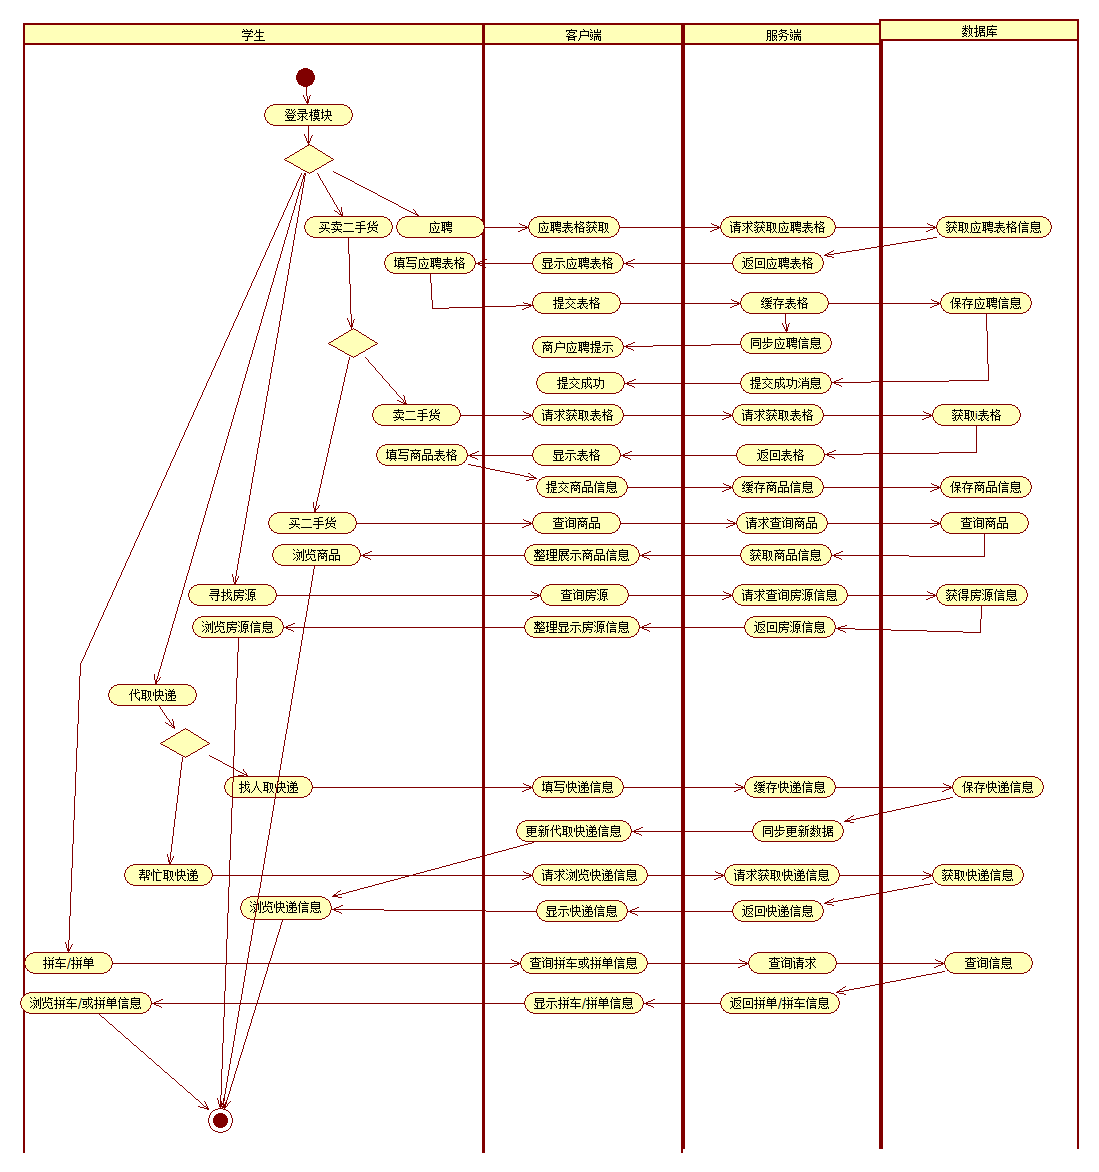 学生 客户端 服务端 数据库
登录模块
买卖二手货 应聘 应聘表格获取 请求获取应聘表格 获取应聘表格信息
填写应聘表格 显示应聘表格 返回应聘表格
提交表格 缓存表格 保存应聘信息
商户应聘提示 同步应聘信息
提交成功 提交成功消息
卖二手货 请求获取表格 请求获取表格 获取i表格
填写商品表格 显示表格 返回表格
提交商品信息 缓存商品信息 保存商品信息
买二手货 查询商品 请求查询商品 查询商品
浏览商品 整理展示商品信息 获取商品信息
寻找房源 查询房源 请求查询房源信息 获得房源信息
浏览房源信息 整理显示房源信息 返回房源信息
代取快递
找人取快递 填写快递信息 缓存快递信息 保存快递信息
更新代取快递信息 同步更新数据
帮忙取快递 请求浏览快递信息 请求获取快递信息 获取快递信息
浏览快递信息 显示快递信息 返回快递信息
拼车/拼单 查询拼车或拼单信息 查询请求 查询信息
浏览拼车/或拼单信息 显示拼车/拼单信息 返回拼单/拼车信息